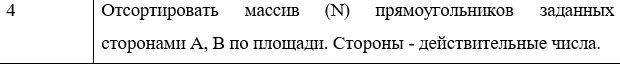 4 Отсортировать массив (N) прямоугольников заданных
сторонами A, B по площади. Стороны - действительные числа.